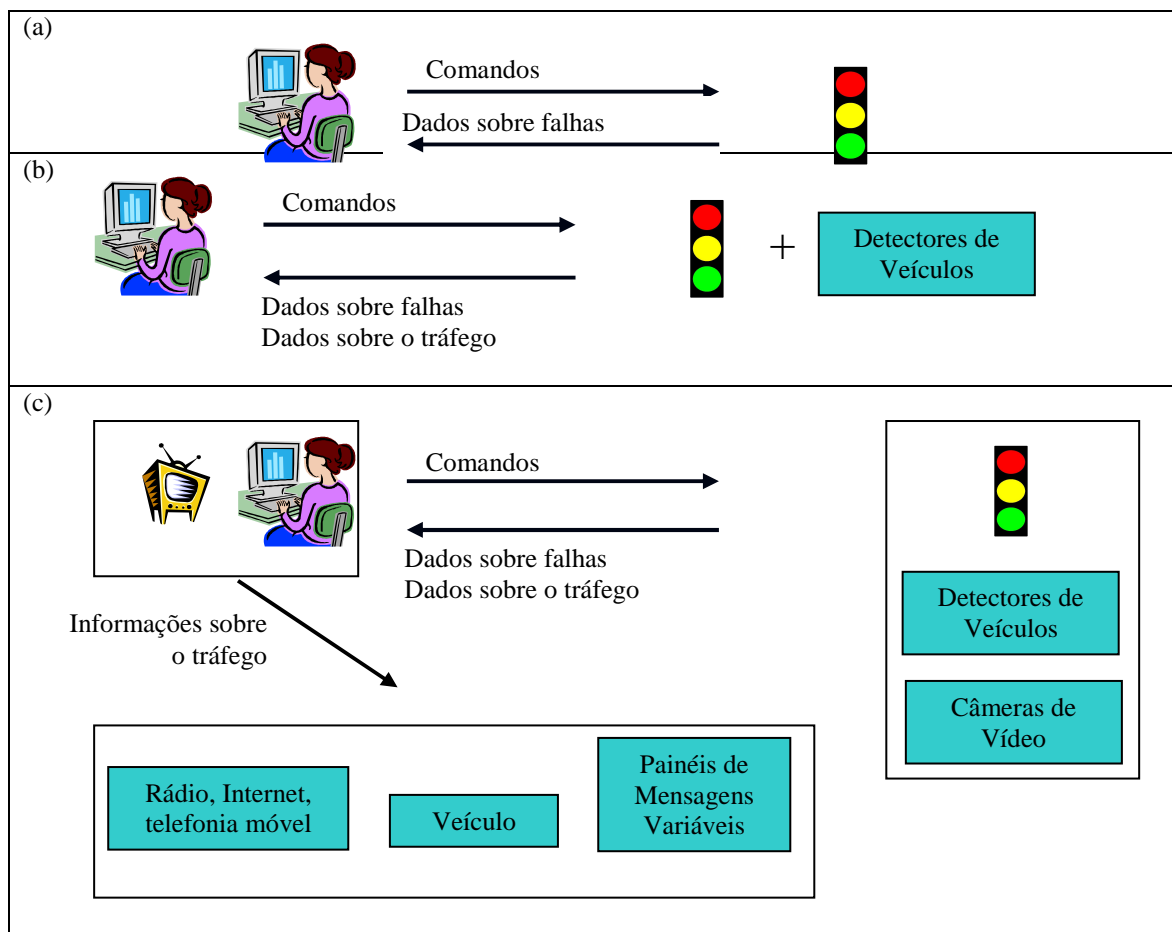 (a)
Comandos
Dados sobre falhas
(b)
Comandos
Dados sobre falhas
Dados sobre o tráfego
+
Detectores de
Veículos
(c)
Comandos
Dados sobre falhas
Dados sobre o tráfego
Informações sobre
o tráfego
Detectores de
Veículos
Câmeras de
Vídeo
Rádio, Internet,
telefonia móvel
Veículo
Painéis de
Mensagens
Variáveis